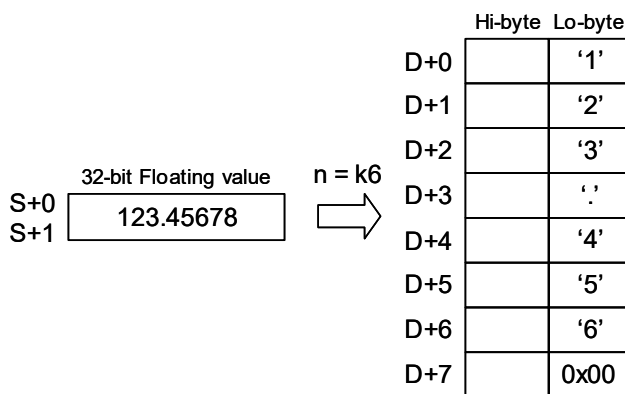 Hi-byte Lo-byte
D+0 ‘1’
D+1 ‘2’
D+2 ‘3’
32-bit Floating value
n = k6
S+0
S+1
123.45678
D+3 ‘.’
D+4 ‘4’
D+5 ‘5’
D+6 ‘6’
D+7 0x00